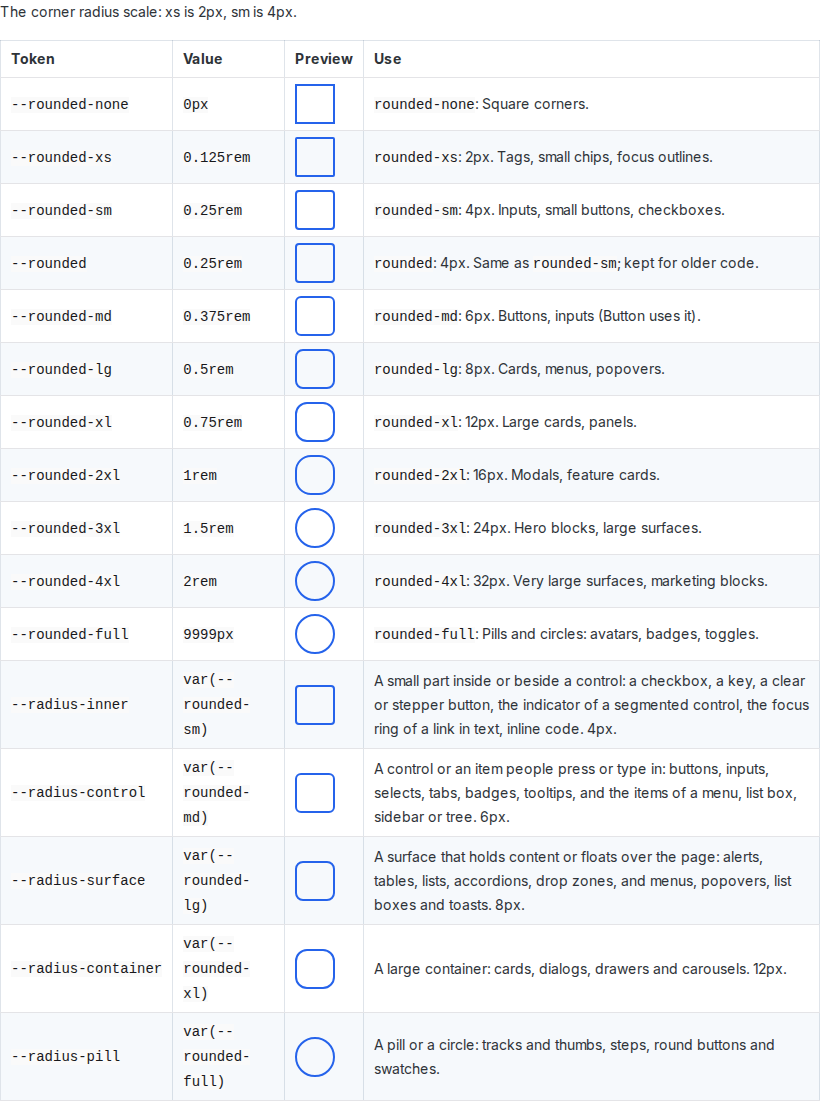 The corner radius scale: xs is 2px, sm is 4px.
Token Value Preview Use
--rounded-none 0px rounded-none: Square corners.
--rounded-xs 0.125rem rounded-xs: 2px. Tags, small chips, focus outlines.
--rounded-sm 0.25rem rounded-sm: 4px. Inputs, small buttons, checkboxes.
--rounded 0.25rem rounded: 4px. Same as rounded-sm; kept for older code.
--rounded-md 0.375rem rounded-md: 6px. Buttons, inputs (Button uses it).
--rounded-lg 0.5rem rounded-lg: 8px. Cards, menus, popovers.
--rounded-xl 0.75rem rounded-xl: 12px. Large cards, panels.
--rounded-2xl 1rem rounded-2xl: 16px. Modals, feature cards.
--rounded-3xl 1.5rem rounded-3xl: 24px. Hero blocks, large surfaces.
--rounded-4xl 2rem rounded-4xl: 32px. Very large surfaces, marketing blocks.
--rounded-full 9999px rounded-full: Pills and circles: avatars, badges, toggles.
--radius-inner
var(--
rounded-
sm)
A small part inside or beside a control: a checkbox, a key, a clear
or stepper button, the indicator of a segmented control, the focus
ring of a link in text, inline code. 4px.
--radius-control
var(--
rounded-
md)
A control or an item people press or type in: buttons, inputs,
selects, tabs, badges, tooltips, and the items of a menu, list box,
sidebar or tree. 6px.
--radius-surface
var(--
rounded-
lg)
A surface that holds content or floats over the page: alerts,
tables, lists, accordions, drop zones, and menus, popovers, list
boxes and toasts. 8px.
--radius-container
var(--
rounded-
xl)
A large container: cards, dialogs, drawers and carousels. 12px.
--radius-pill
var(--
rounded-
full)
A pill or a circle: tracks and thumbs, steps, round buttons and
swatches.